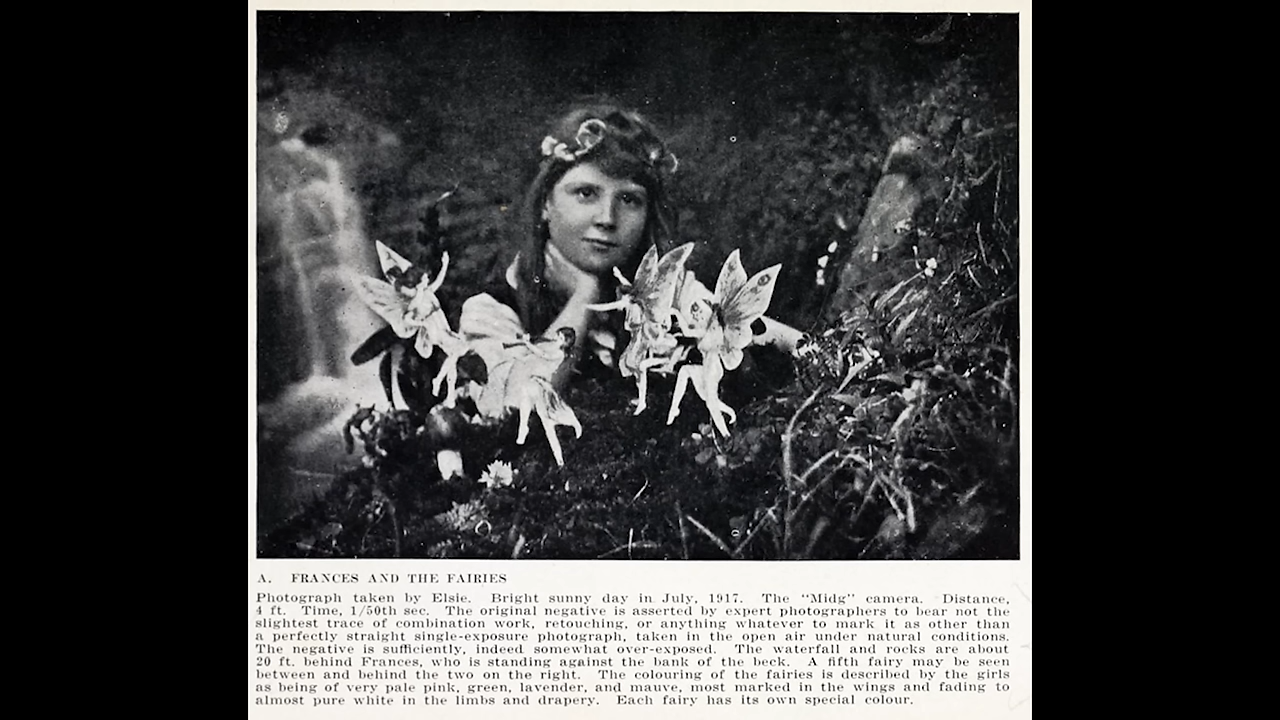 A. FRANCES AND THE FAIRIES
Photograph taken by Elsie. Bright sunny day in July, 1917. The "Midg" camera. Distance,
4 ft. Time, 1/50th sec. The original negative is asserted by expert photographers to bear not the
slightest trace of combination work, retouching, or anything whatever to mark it as other than
a perfectly straight single-exposure photograph, taken in the open air under natural conditions.
The negative is sufficiently, indeed somewhat over-exposed. The waterfall and rocks are about
20 ft. behind Frances, who is standing against the bank of the beck. A fifth fairy may be seen
between and behind the two on the right. The colouring of the fairies is described by the girls
as being of very pale pink, green, lavender, and mauve, most marked in the wings and fading to
almost pure white in the limbs and drapery. Each fairy has its own special colour.